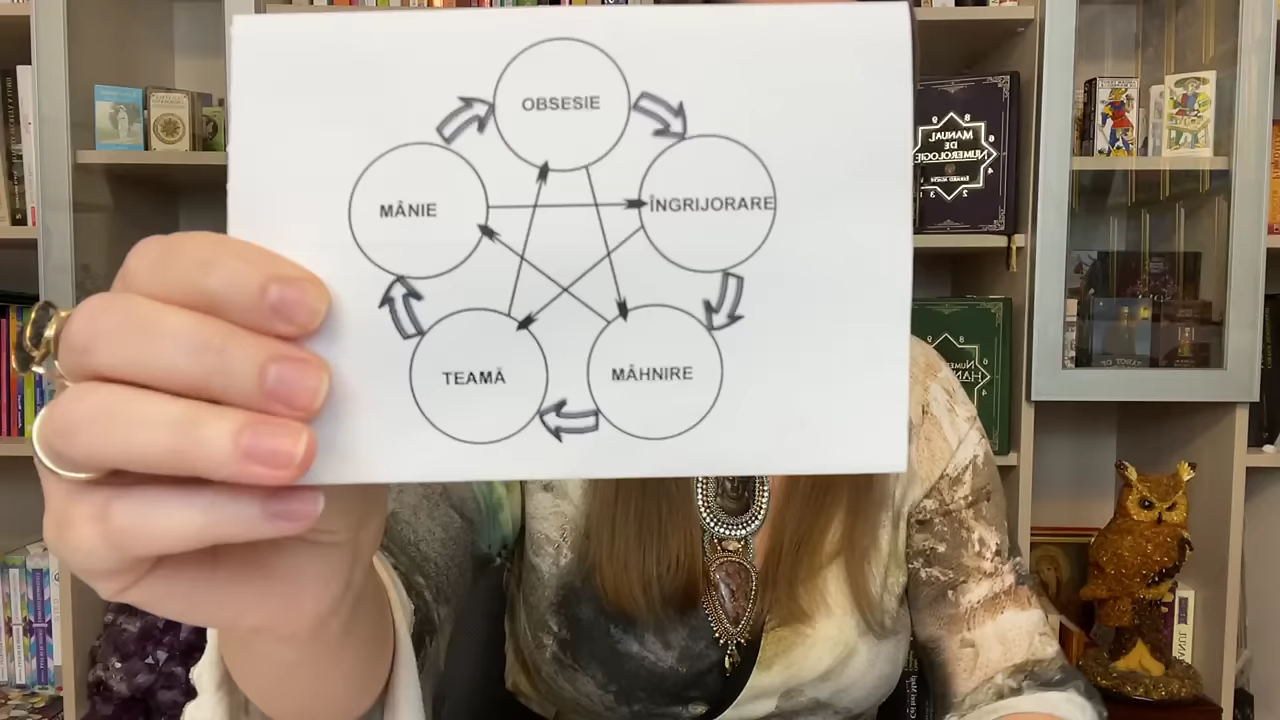 OBSESIE
MÂNIE
ÎNGRIJORARE
TEAMĂ
MÂHNIRE
MANUAL
DE
NUMEROLOGIE